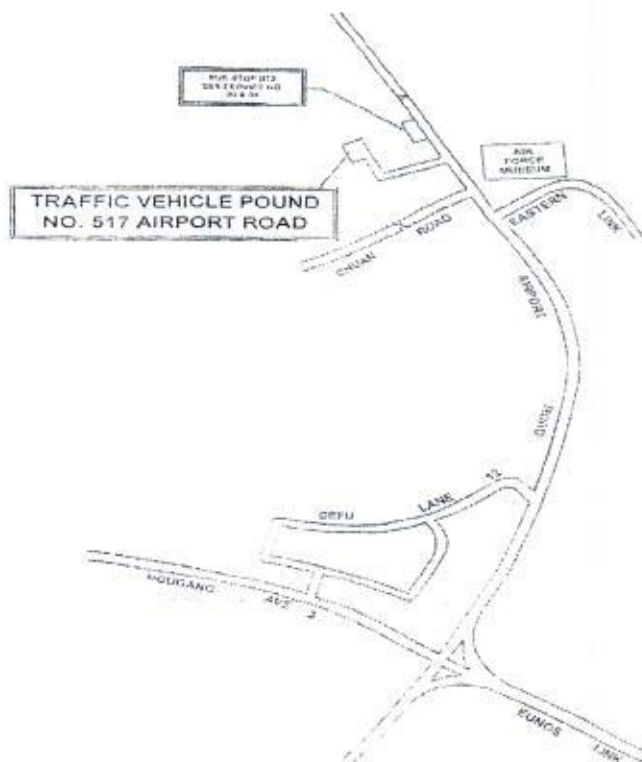 TRAFFIC VEHICLE POUND
NO. 517 AIRPORT ROAD
AIR
FORCE
MUSEUM
EASTERN LINK
CHUAN ROAD
AIRPORT ROAD
DEFU LANE 12
HOUGANG AVE 3
EUNOS LINK